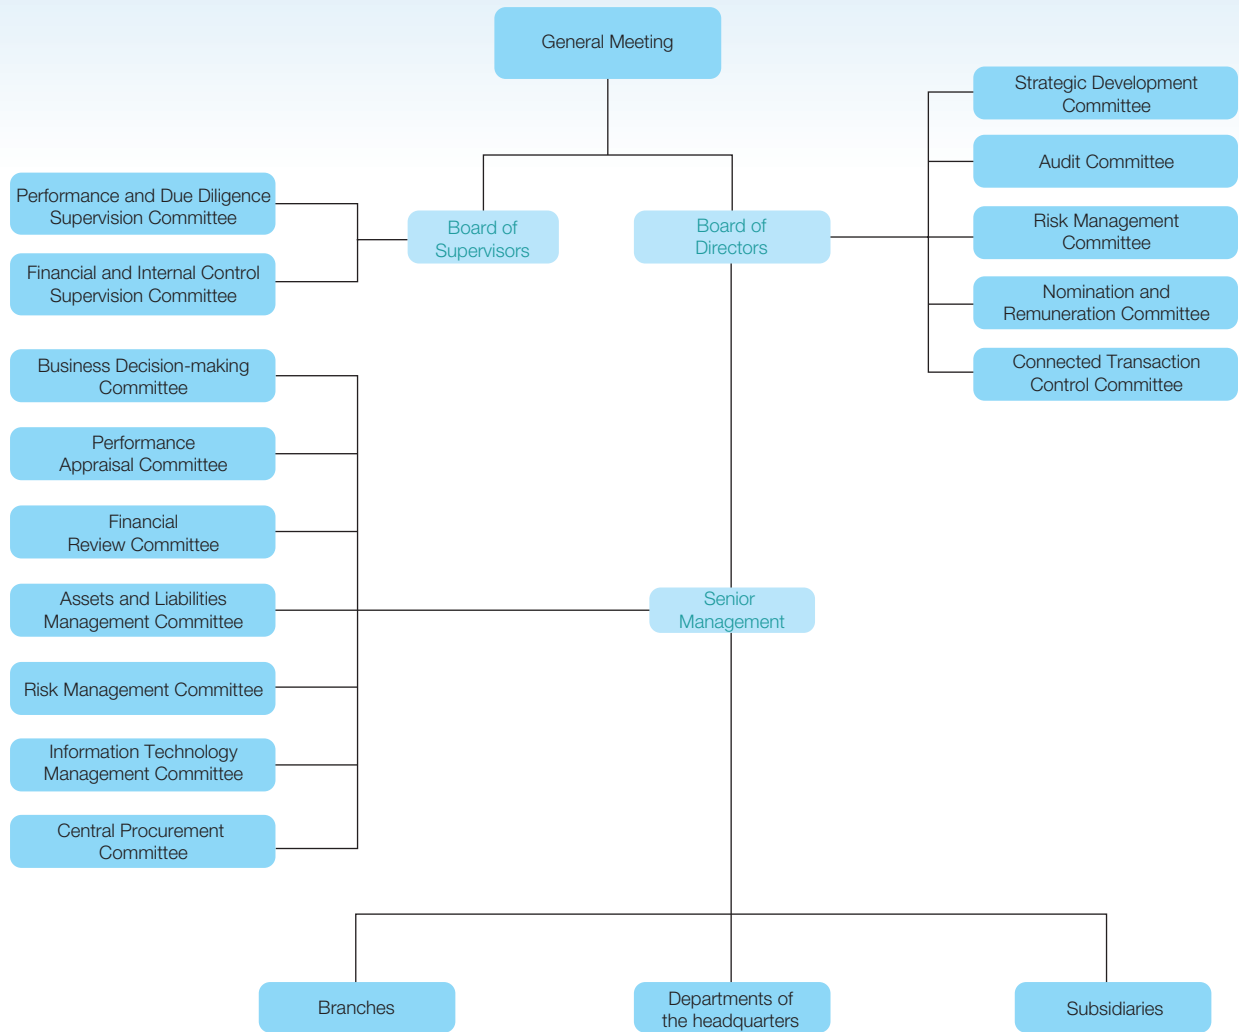 General Meeting
Strategic Development
Committee
Audit Committee
Performance and Due Diligence
Supervision Committee
Board of
Supervisors
Board of
Directors
Risk Management
Committee
Financial and Internal Control
Supervision Committee
Nomination and
Remuneration Committee
Business Decision-making
Committee
Connected Transaction
Control Committee
Performance
Appraisal Committee
Financial
Review Committee
Assets and Liabilities
Management Committee
Senior
Management
Risk Management Committee
Information Technology
Management Committee
Central Procurement
Committee
Branches
Departments of
the headquarters
Subsidiaries